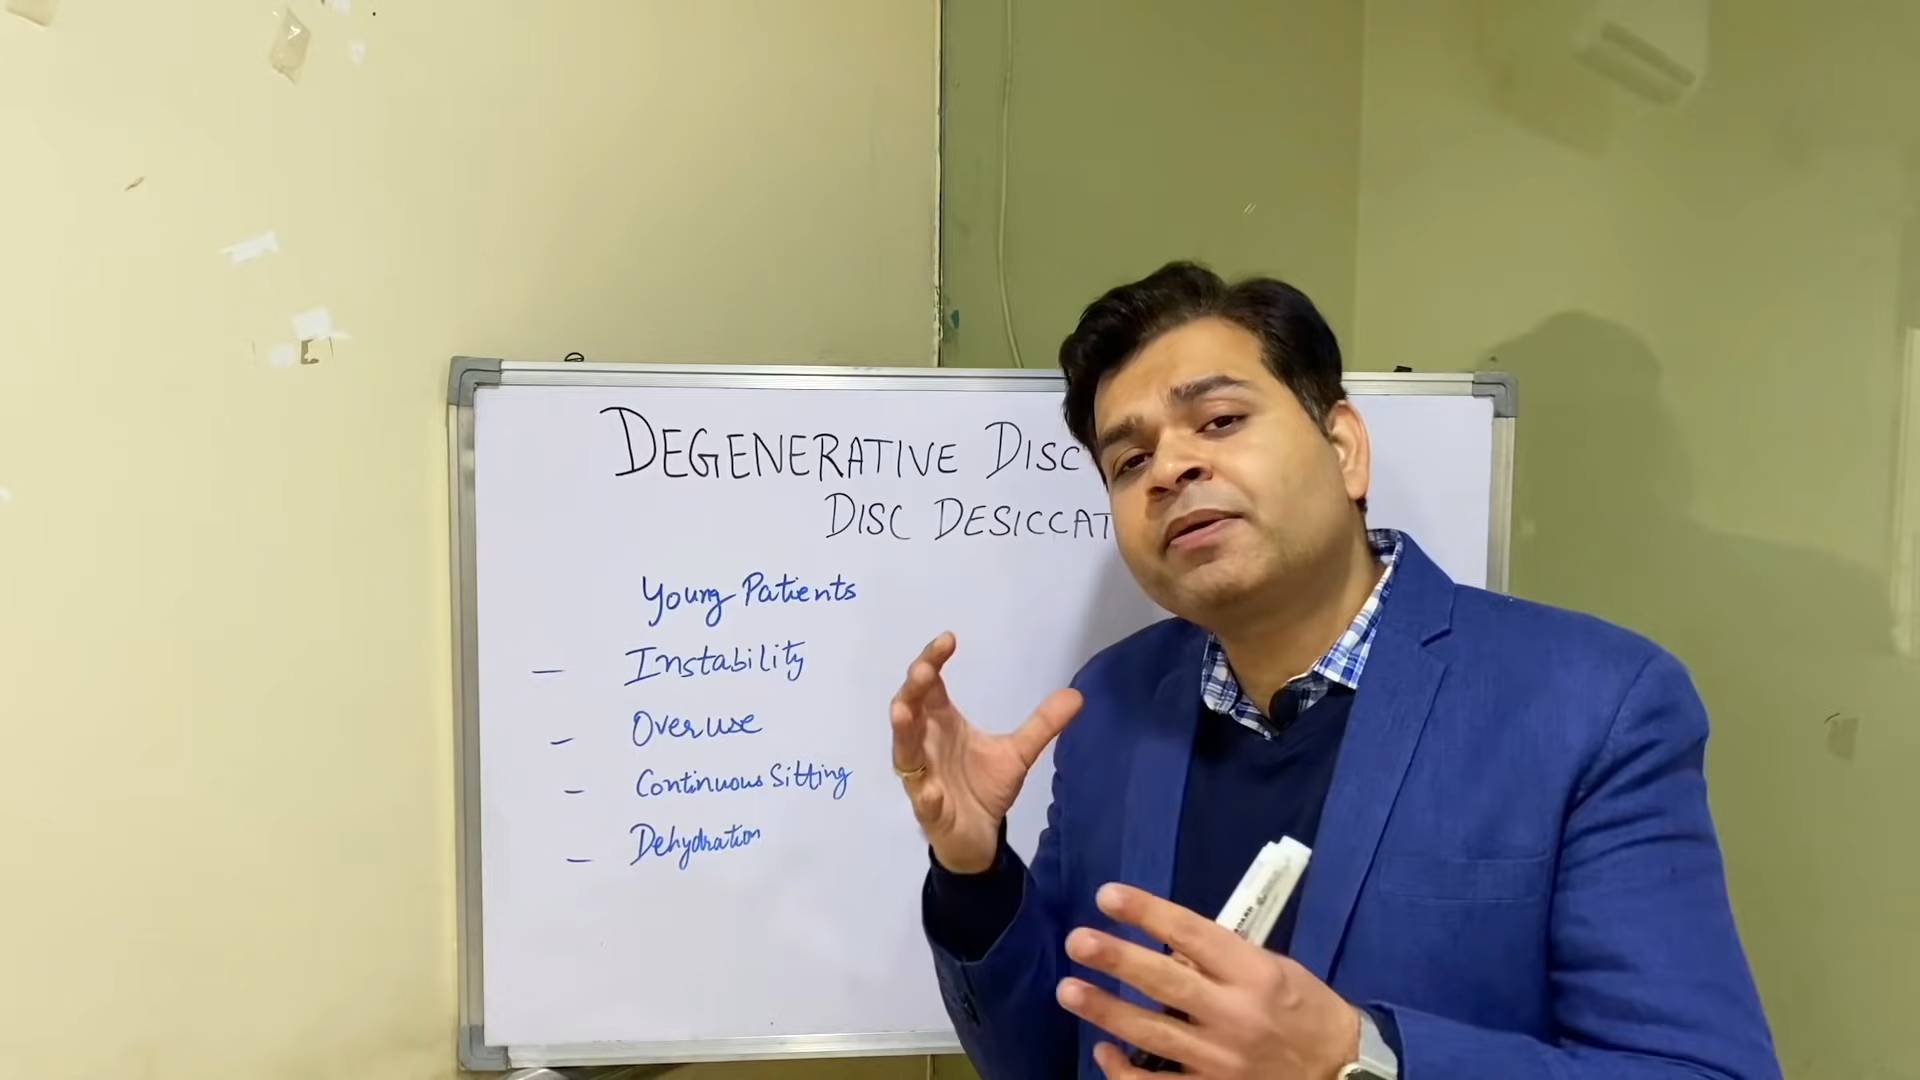 DEGENERATIVE DISC
DISC DESICCAT
Young Patients
— Instability
— Overuse
— Continuous Sitting
— Dehydration